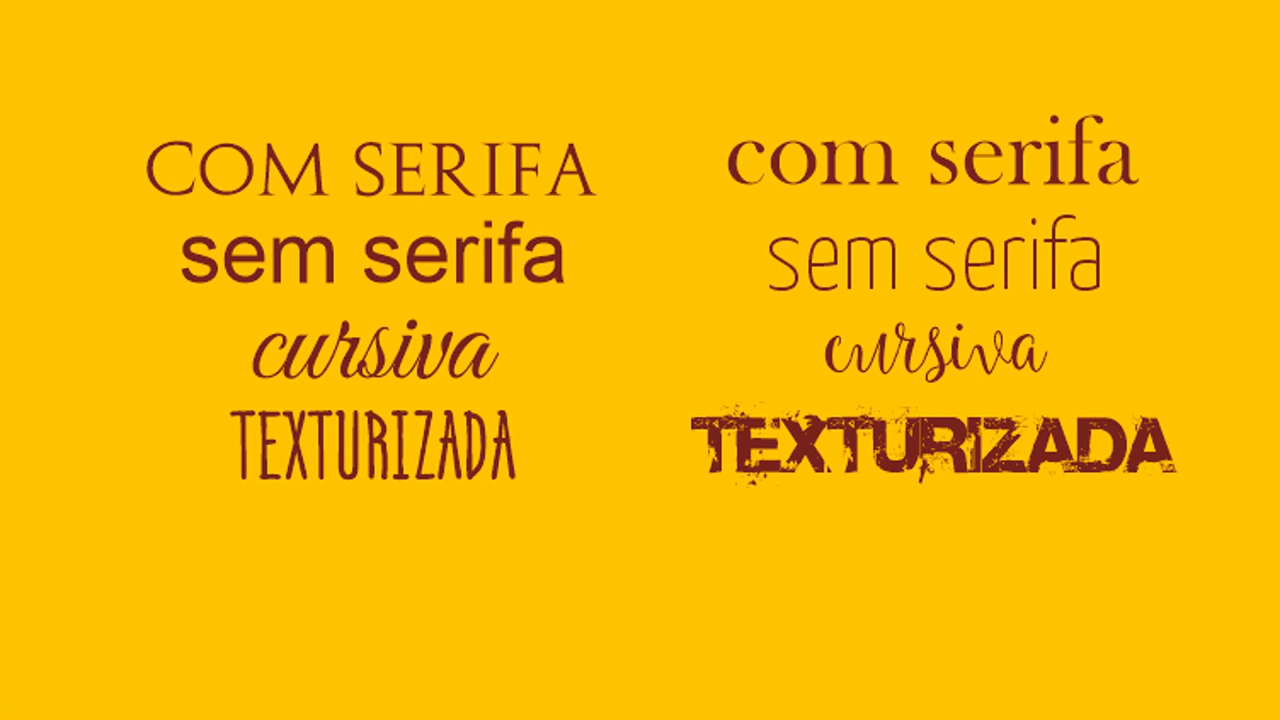 COM SERIFA
sem serifa
cursiva
TEXTURIZADA
com serifa
sem serifa
cursiva
TEXTURIZADA